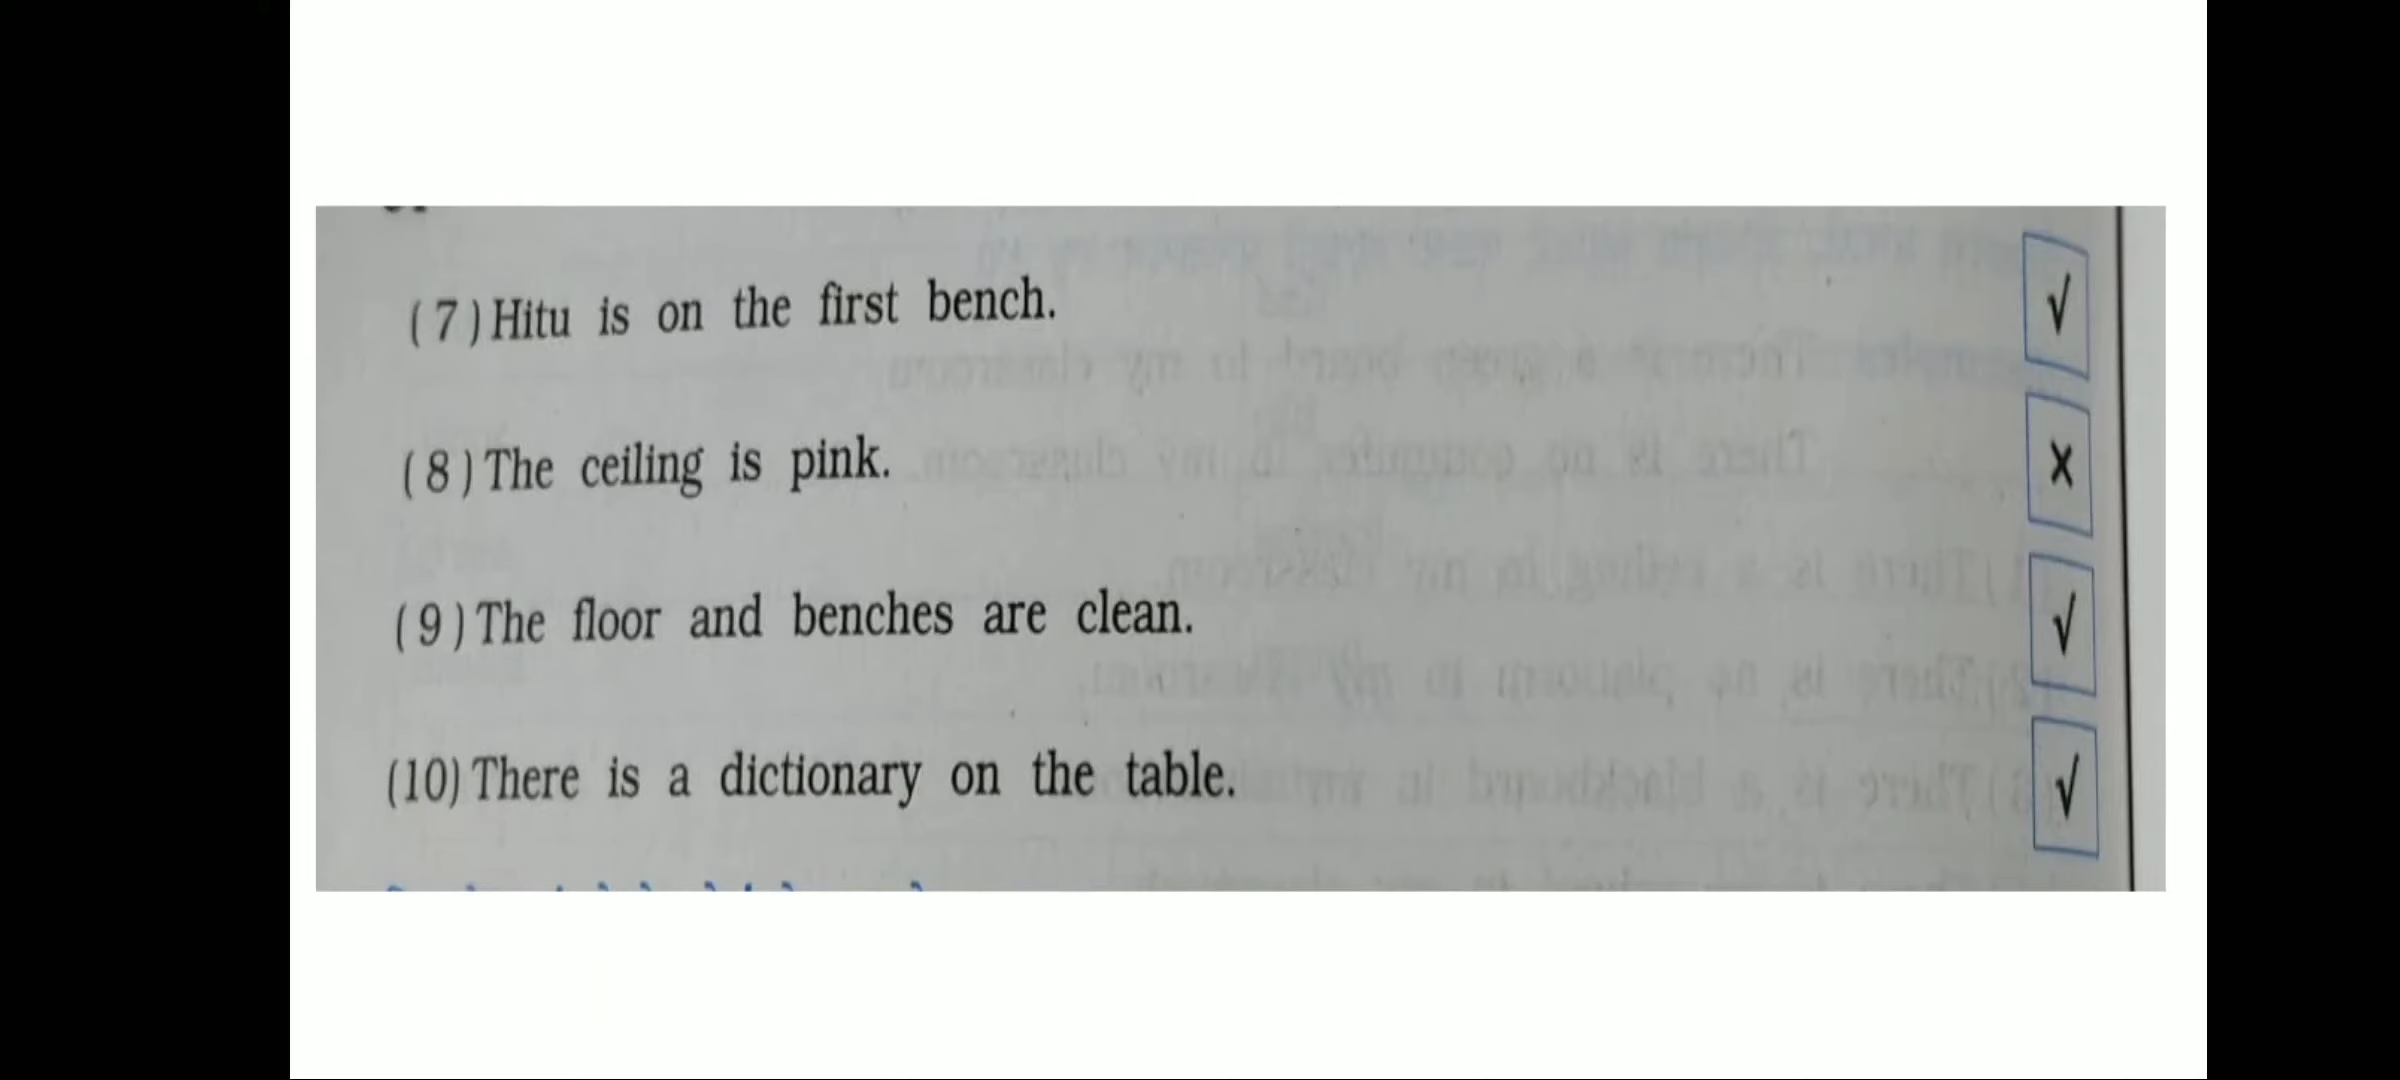 (7) Hitu is on the first bench. √
(8) The ceiling is pink. X
(9) The floor and benches are clean. √
(10) There is a dictionary on the table. √